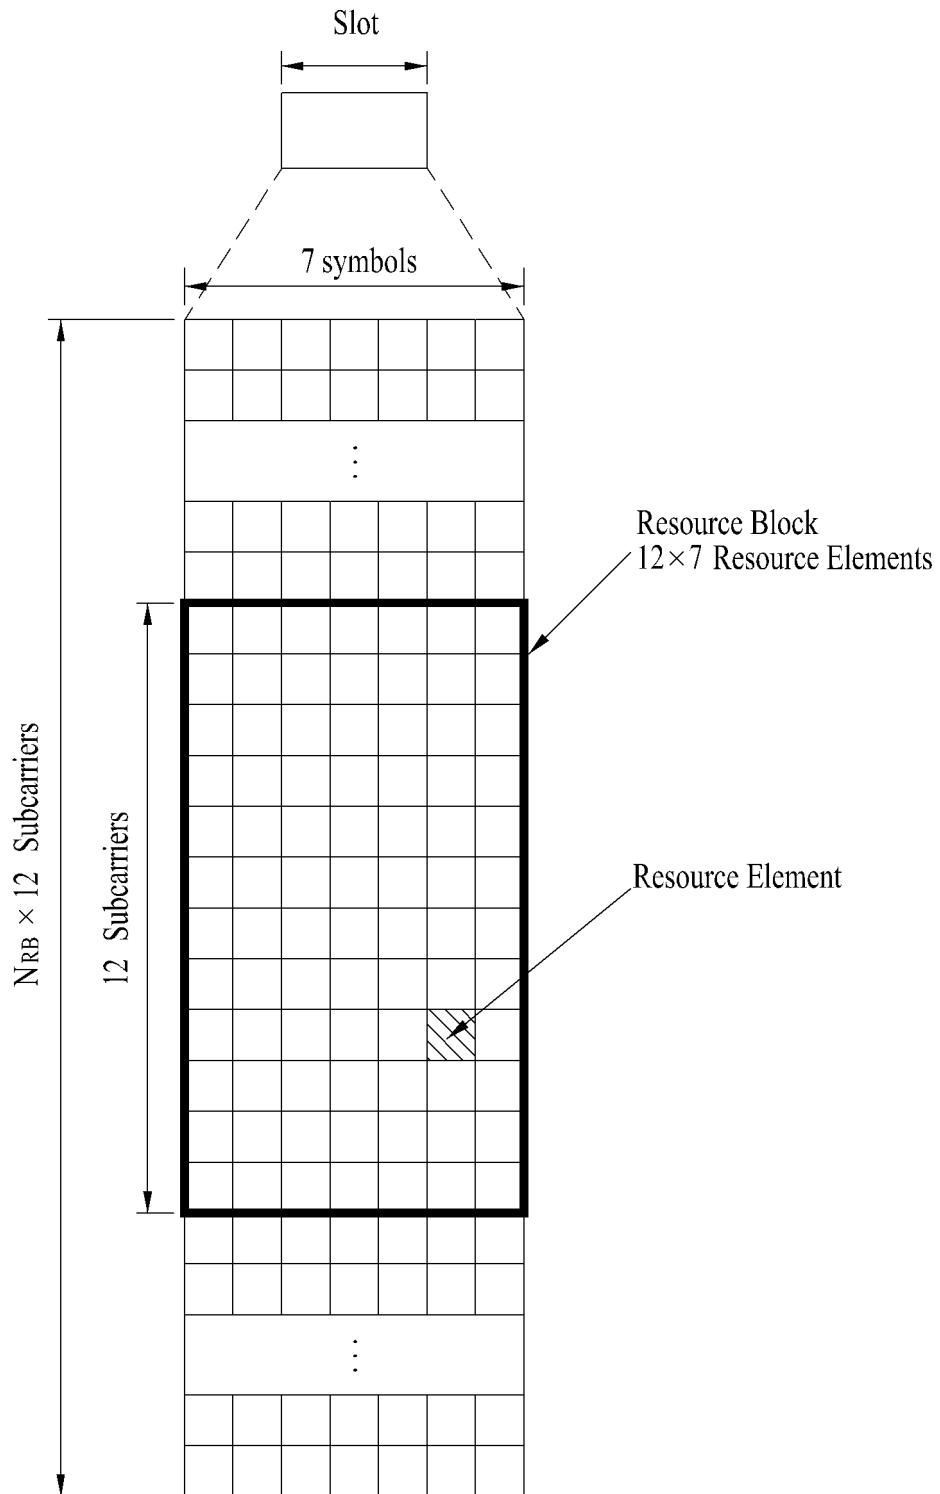 Slot
7 symbols
Resource Block
12×7 Resource Elements
NRB × 12 Subcarriers
12 Subcarriers
Resource Element